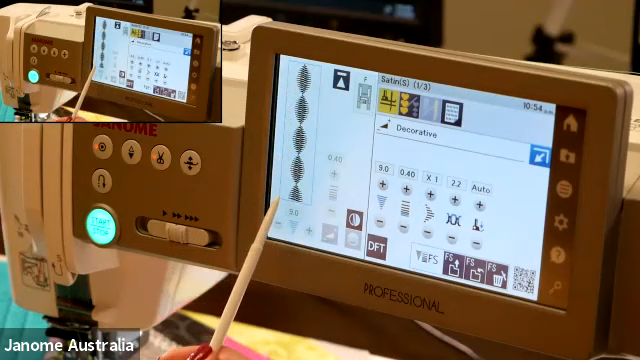 Satin(S) (1/3)
10:54
F
Decorative
0.40
9.0 0.40 X 1 2.2 Auto
9.0
DFT
FS
FS FS FS
JANOME
START
STOP
PROFESSIONAL
Janome Australia